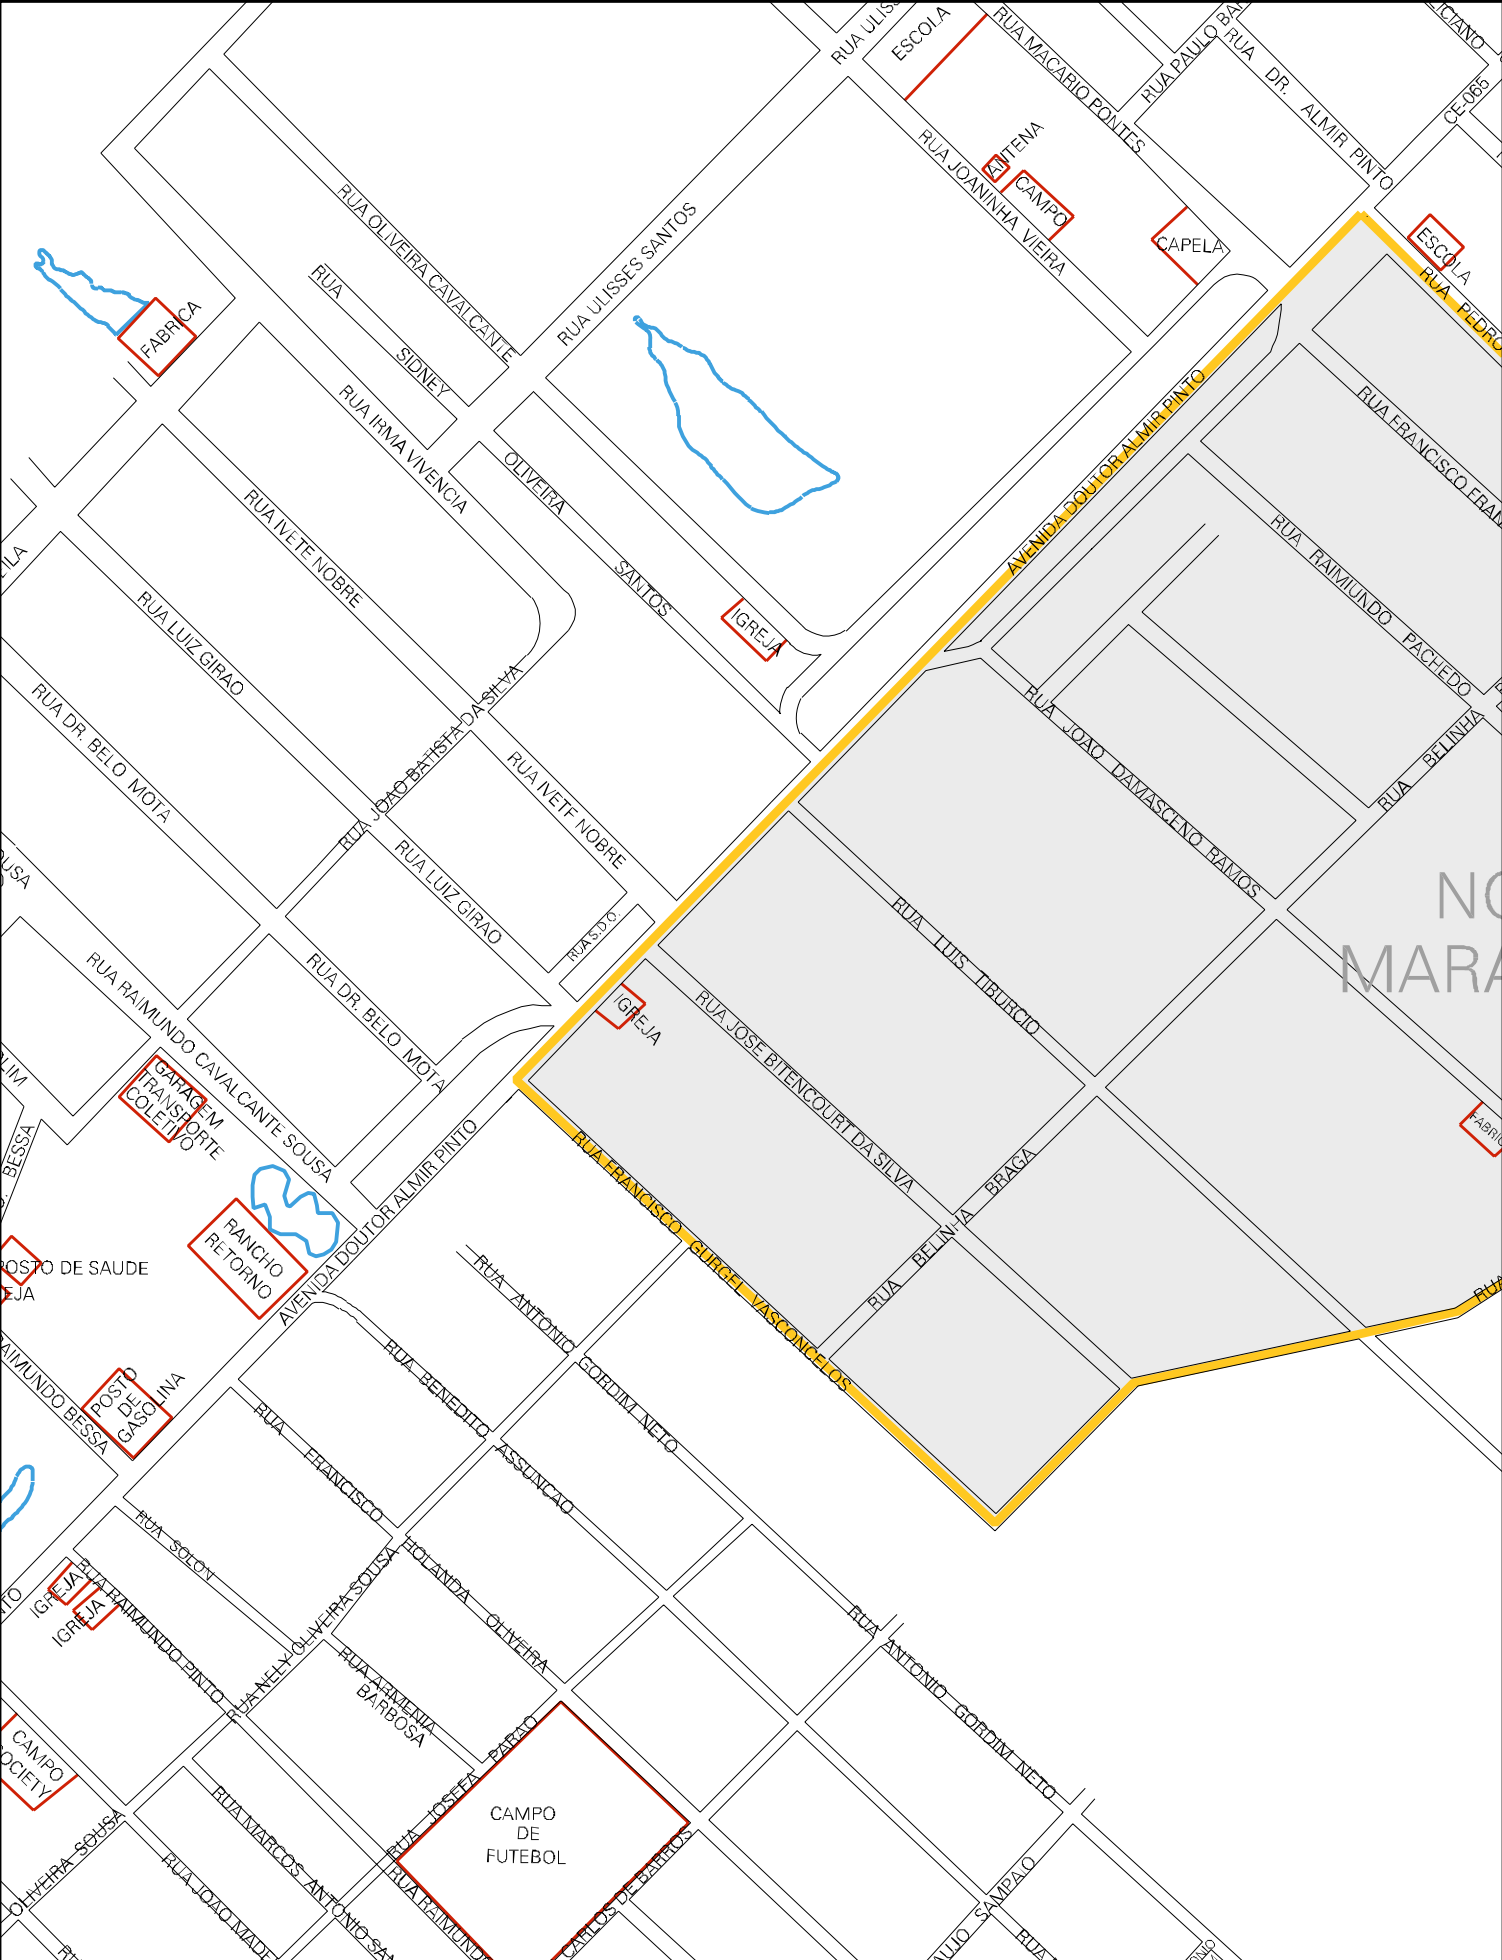 ESCOLA
RUA MACARIO PONTES
RUA DR. ALMIR PINTO
CE-065
RUA JOANINHA VIEIRA
ANTENA
CAMPO
CAPELA
ESCOLA
RUA PEDRO
RUA OLIVEIRA CAVALCANTE
RUA ULISSES SANTOS
RUA SIDNEY
FABRICA
RUA IRMA VIVENCIA
AVENIDA DOUTOR ALMIR PINTO
RUA RAIMIUNDO PACHEDO
OLIVEIRA SANTOS
RUA IVETE NOBRE
RUA LUIZ GIRAO
IGREJA
RUA DR. BELO MOTA
RUA JOAO BATISTA DA SILVA
RUA JOAO DAMASCENO RAMOS
RUA BELINHA
RUA IVETE NOBRE
RUA LUIZ GIRAO
RUA S.D.O.
RUA LUIS TIBURCIO
RUA RAIMUNDO CAVALCANTE SOUSA
RUA DR. BELO MOTA
IGREJA
RUA JOSE BITENCOURT DA SILVA
GARAGEM
TRANSPORTE
COLETIVO
BESSA
AVENIDA DOUTOR ALMIR PINTO
RUA FRANCISCO GURGEL VASCONCELOS
RUA BELINHA BRAGA
RANCHO
RETORNO
POSTO DE SAUDE
RUA ANTONIO GORDIM NETO
RUA BENEDITO ASSUNCAO
RAIMUNDO BESSA
POSTO
DE
GASOLINA
RUA FRANCISCO HOLANDA OLIVEIRA
RUA SOLON
IGREJA
IGREJA
RUA RAIMUNDO PINTO
RUA NELY OLIVEIRA SOUSA
RUA ARMENIA
BARBOSA
RUA ANTONIO GORDIM NETO
CAMPO
RUA JOSEFA PARAO
CAMPO
DE
FUTEBOL
OLIVEIRA SOUSA
RUA MARCOS ANTONIO
CARLOS DE BARROS
SAMPAIO